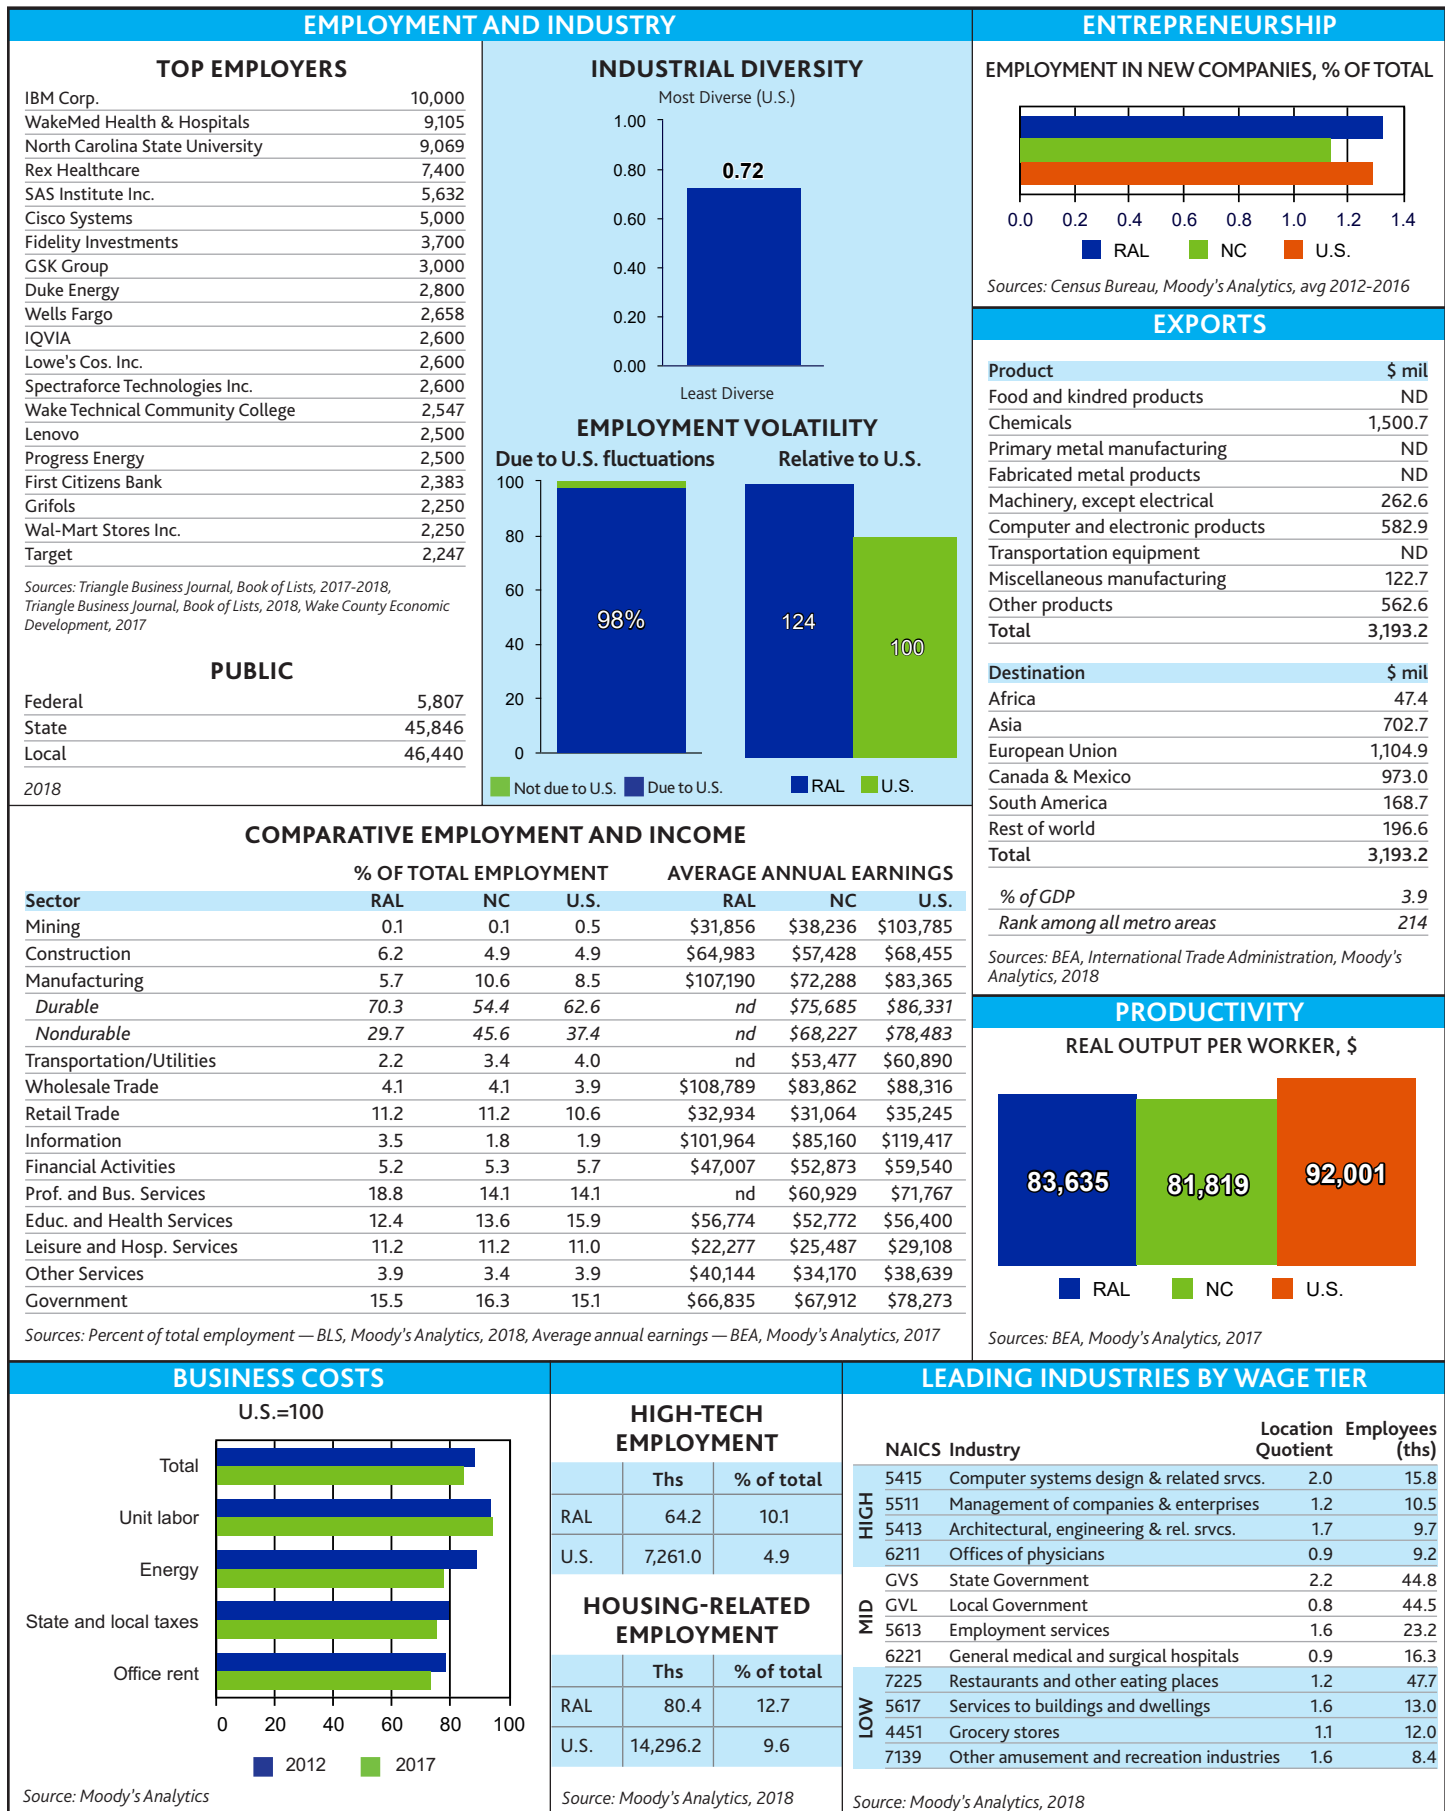 EMPLOYMENT AND INDUSTRY
TOP EMPLOYERS
IBM Corp. 10,000
WakeMed Health & Hospitals 9,105
North Carolina State University 9,069
Rex Healthcare 7,400
SAS Institute Inc. 5,632
Cisco Systems 5,000
Fidelity Investments 3,700
GSK Group 3,000
Duke Energy 2,800
Wells Fargo 2,658
IQVIA 2,600
Lowe's Cos. Inc. 2,600
Spectraforce Technologies Inc. 2,600
Wake Technical Community College 2,547
Lenovo 2,500
Progress Energy 2,500
First Citizens Bank 2,383
Grifols 2,250
Wal-Mart Stores Inc. 2,250
Target 2,247
Sources: Triangle Business Journal, Book of Lists, 2017-2018,
Triangle Business Journal, Book of Lists, 2018, Wake County Economic
Development, 2017
PUBLIC
Federal 5,807
State 45,846
Local 46,440
2018
INDUSTRIAL DIVERSITY
Most Diverse (U.S.)
1.00
0.80
0.60
0.40
0.20
0.00
0.72
Least Diverse
EMPLOYMENT VOLATILITY
Due to U.S. fluctuations
100
80
60
40
20
0
98%
Not due to U.S. Due to U.S.
Relative to U.S.
124
100
RAL U.S.
ENTREPRENEURSHIP
EMPLOYMENT IN NEW COMPANIES, % OF TOTAL
0.0 0.2 0.4 0.6 0.8 1.0 1.2 1.4
RAL NC U.S.
Sources: Census Bureau, Moody's Analytics, avg 2012-2016
EXPORTS
Product $ mil
Food and kindred products ND
Chemicals 1,500.7
Primary metal manufacturing ND
Fabricated metal products ND
Machinery, except electrical 262.6
Computer and electronic products 582.9
Transportation equipment ND
Miscellaneous manufacturing 122.7
Other products 562.6
Total 3,193.2
Destination $ mil
Africa 47.4
Asia 702.7
European Union 1,104.9
Canada & Mexico 973.0
South America 168.7
Rest of world 196.6
Total 3,193.2
% of GDP 3.9
Rank among all metro areas 214
Sources: BEA, International Trade Administration, Moody's
Analytics, 2018
COMPARATIVE EMPLOYMENT AND INCOME
% OF TOTAL EMPLOYMENT AVERAGE ANNUAL EARNINGS
Sector RAL NC U.S. RAL NC U.S.
Mining 0.1 0.1 0.5 $31,856 $38,236 $103,785
Construction 6.2 4.9 4.9 $64,983 $57,428 $68,455
Manufacturing 5.7 10.6 8.5 $107,190 $72,288 $83,365
Durable 70.3 54.4 62.6 nd $75,685 $86,331
Nondurable 29.7 45.6 37.4 nd $68,227 $78,483
Transportation/Utilities 2.2 3.4 4.0 nd $53,477 $60,890
Wholesale Trade 4.1 4.1 3.9 $108,789 $83,862 $88,316
Retail Trade 11.2 11.2 10.6 $32,934 $31,064 $35,245
Information 3.5 1.8 1.9 $101,964 $85,160 $119,417
Financial Activities 5.2 5.3 5.7 $47,007 $52,873 $59,540
Prof. and Bus. Services 18.8 14.1 14.1 nd $60,929 $71,767
Educ. and Health Services 12.4 13.6 15.9 $56,774 $52,772 $56,400
Leisure and Hosp. Services 11.2 11.2 11.0 $22,277 $25,487 $29,108
Other Services 3.9 3.4 3.9 $40,144 $34,170 $38,639
Government 15.5 16.3 15.1 $66,835 $67,912 $78,273
Sources: Percent of total employment — BLS, Moody's Analytics, 2018, Average annual earnings — BEA, Moody's Analytics, 2017
PRODUCTIVITY
REAL OUTPUT PER WORKER, $
83,635
81,819
92,001
RAL NC U.S.
Sources: BEA, Moody's Analytics, 2017
BUSINESS COSTS
U.S.=100
Total
Unit labor
Energy
State and local taxes
Office rent
0 20 40 60 80 100
2012 2017
Source: Moody's Analytics
HIGH-TECH
EMPLOYMENT
Ths % of total
RAL 64.2 10.1
U.S. 7,261.0 4.9
HOUSING-RELATED
EMPLOYMENT
Ths % of total
RAL 80.4 12.7
U.S. 14,296.2 9.6
Source: Moody's Analytics, 2018
LEADING INDUSTRIES BY WAGE TIER
Location Employees
NAICS Industry Quotient (ths)
HIGH
5415 Computer systems design & related srvcs. 2.0 15.8
5511 Management of companies & enterprises 1.2 10.5
5413 Architectural, engineering & rel. srvcs. 1.7 9.7
6211 Offices of physicians 0.9 9.2
MID
GVS State Government 2.2 44.8
GVL Local Government 0.8 44.5
5613 Employment services 1.6 23.2
6221 General medical and surgical hospitals 0.9 16.3
LOW
7225 Restaurants and other eating places 1.2 47.7
5617 Services to buildings and dwellings 1.6 13.0
4451 Grocery stores 1.1 12.0
7139 Other amusement and recreation industries 1.6 8.4
Source: Moody's Analytics, 2018